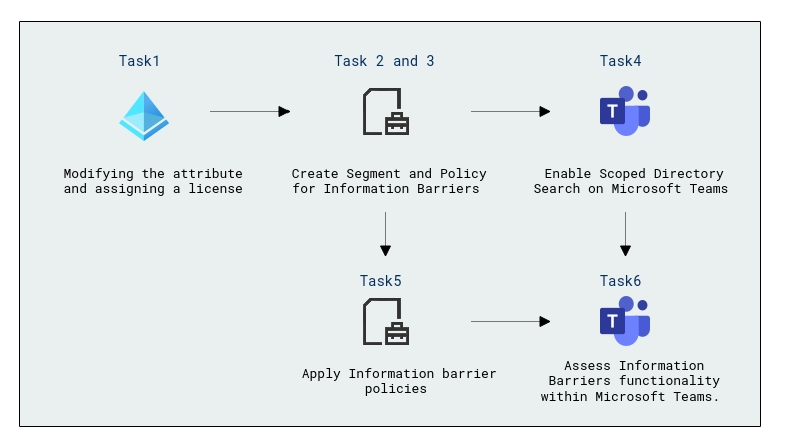 Task1
Task 2 and 3
Task4
Modifying the attribute
and assigning a license
Create Segment and Policy
for Information Barriers
Enable Scoped Directory
Search on Microsoft Teams
Task5
Task6
Apply Information barrier
policies
Assess Information
Barriers functionality
within Microsoft Teams.